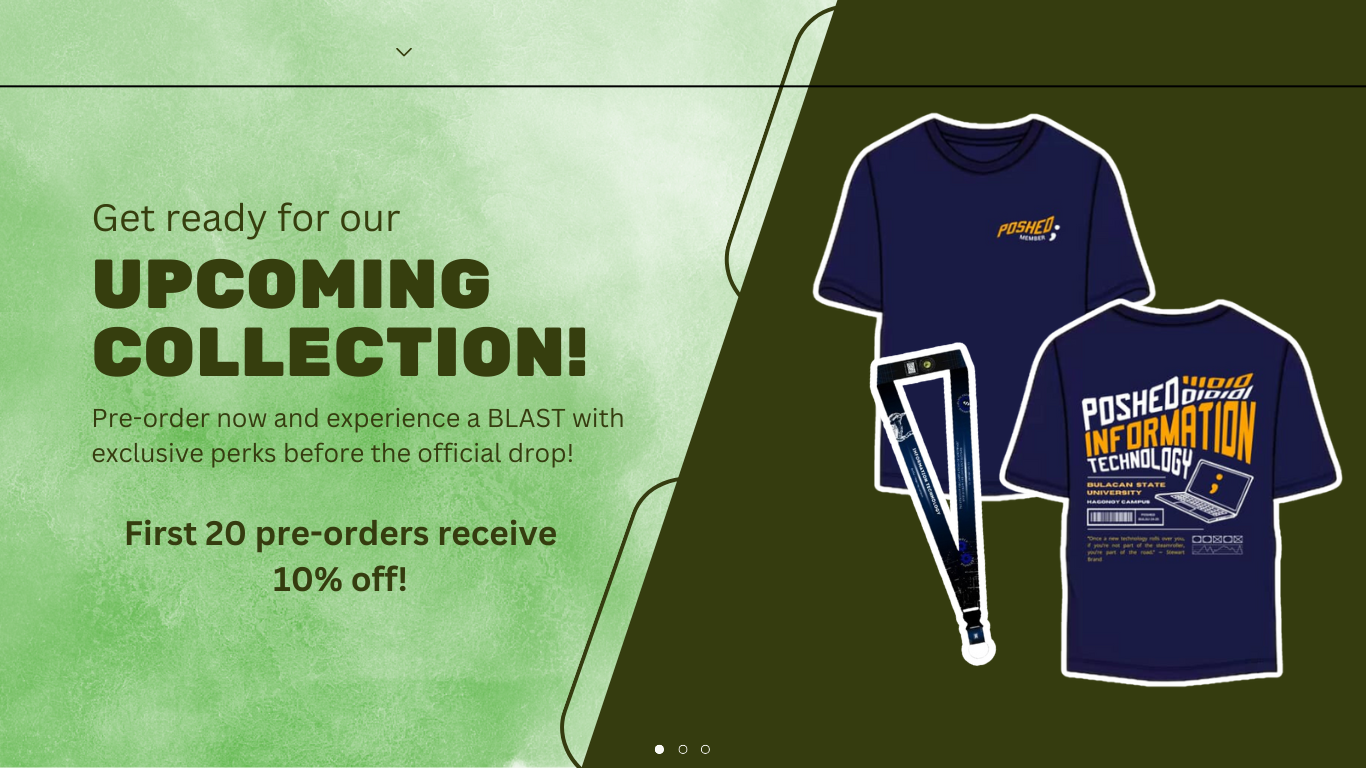 Get ready for our
UPCOMING
COLLECTION!
Pre-order now and experience a BLAST with
exclusive perks before the official drop!
First 20 pre-orders receive
10% off!
POSHED
MEMBER
INFORMATION TECHNOLOGY
POSHED
INFORMATION
TECHNOLOGY
BULACAN STATE
UNIVERSITY
HAGONOY CAMPUS
"Once a new technology rolls over you,
if you're not part of the steamroller,
you're part of the road." – Stewart
Brand